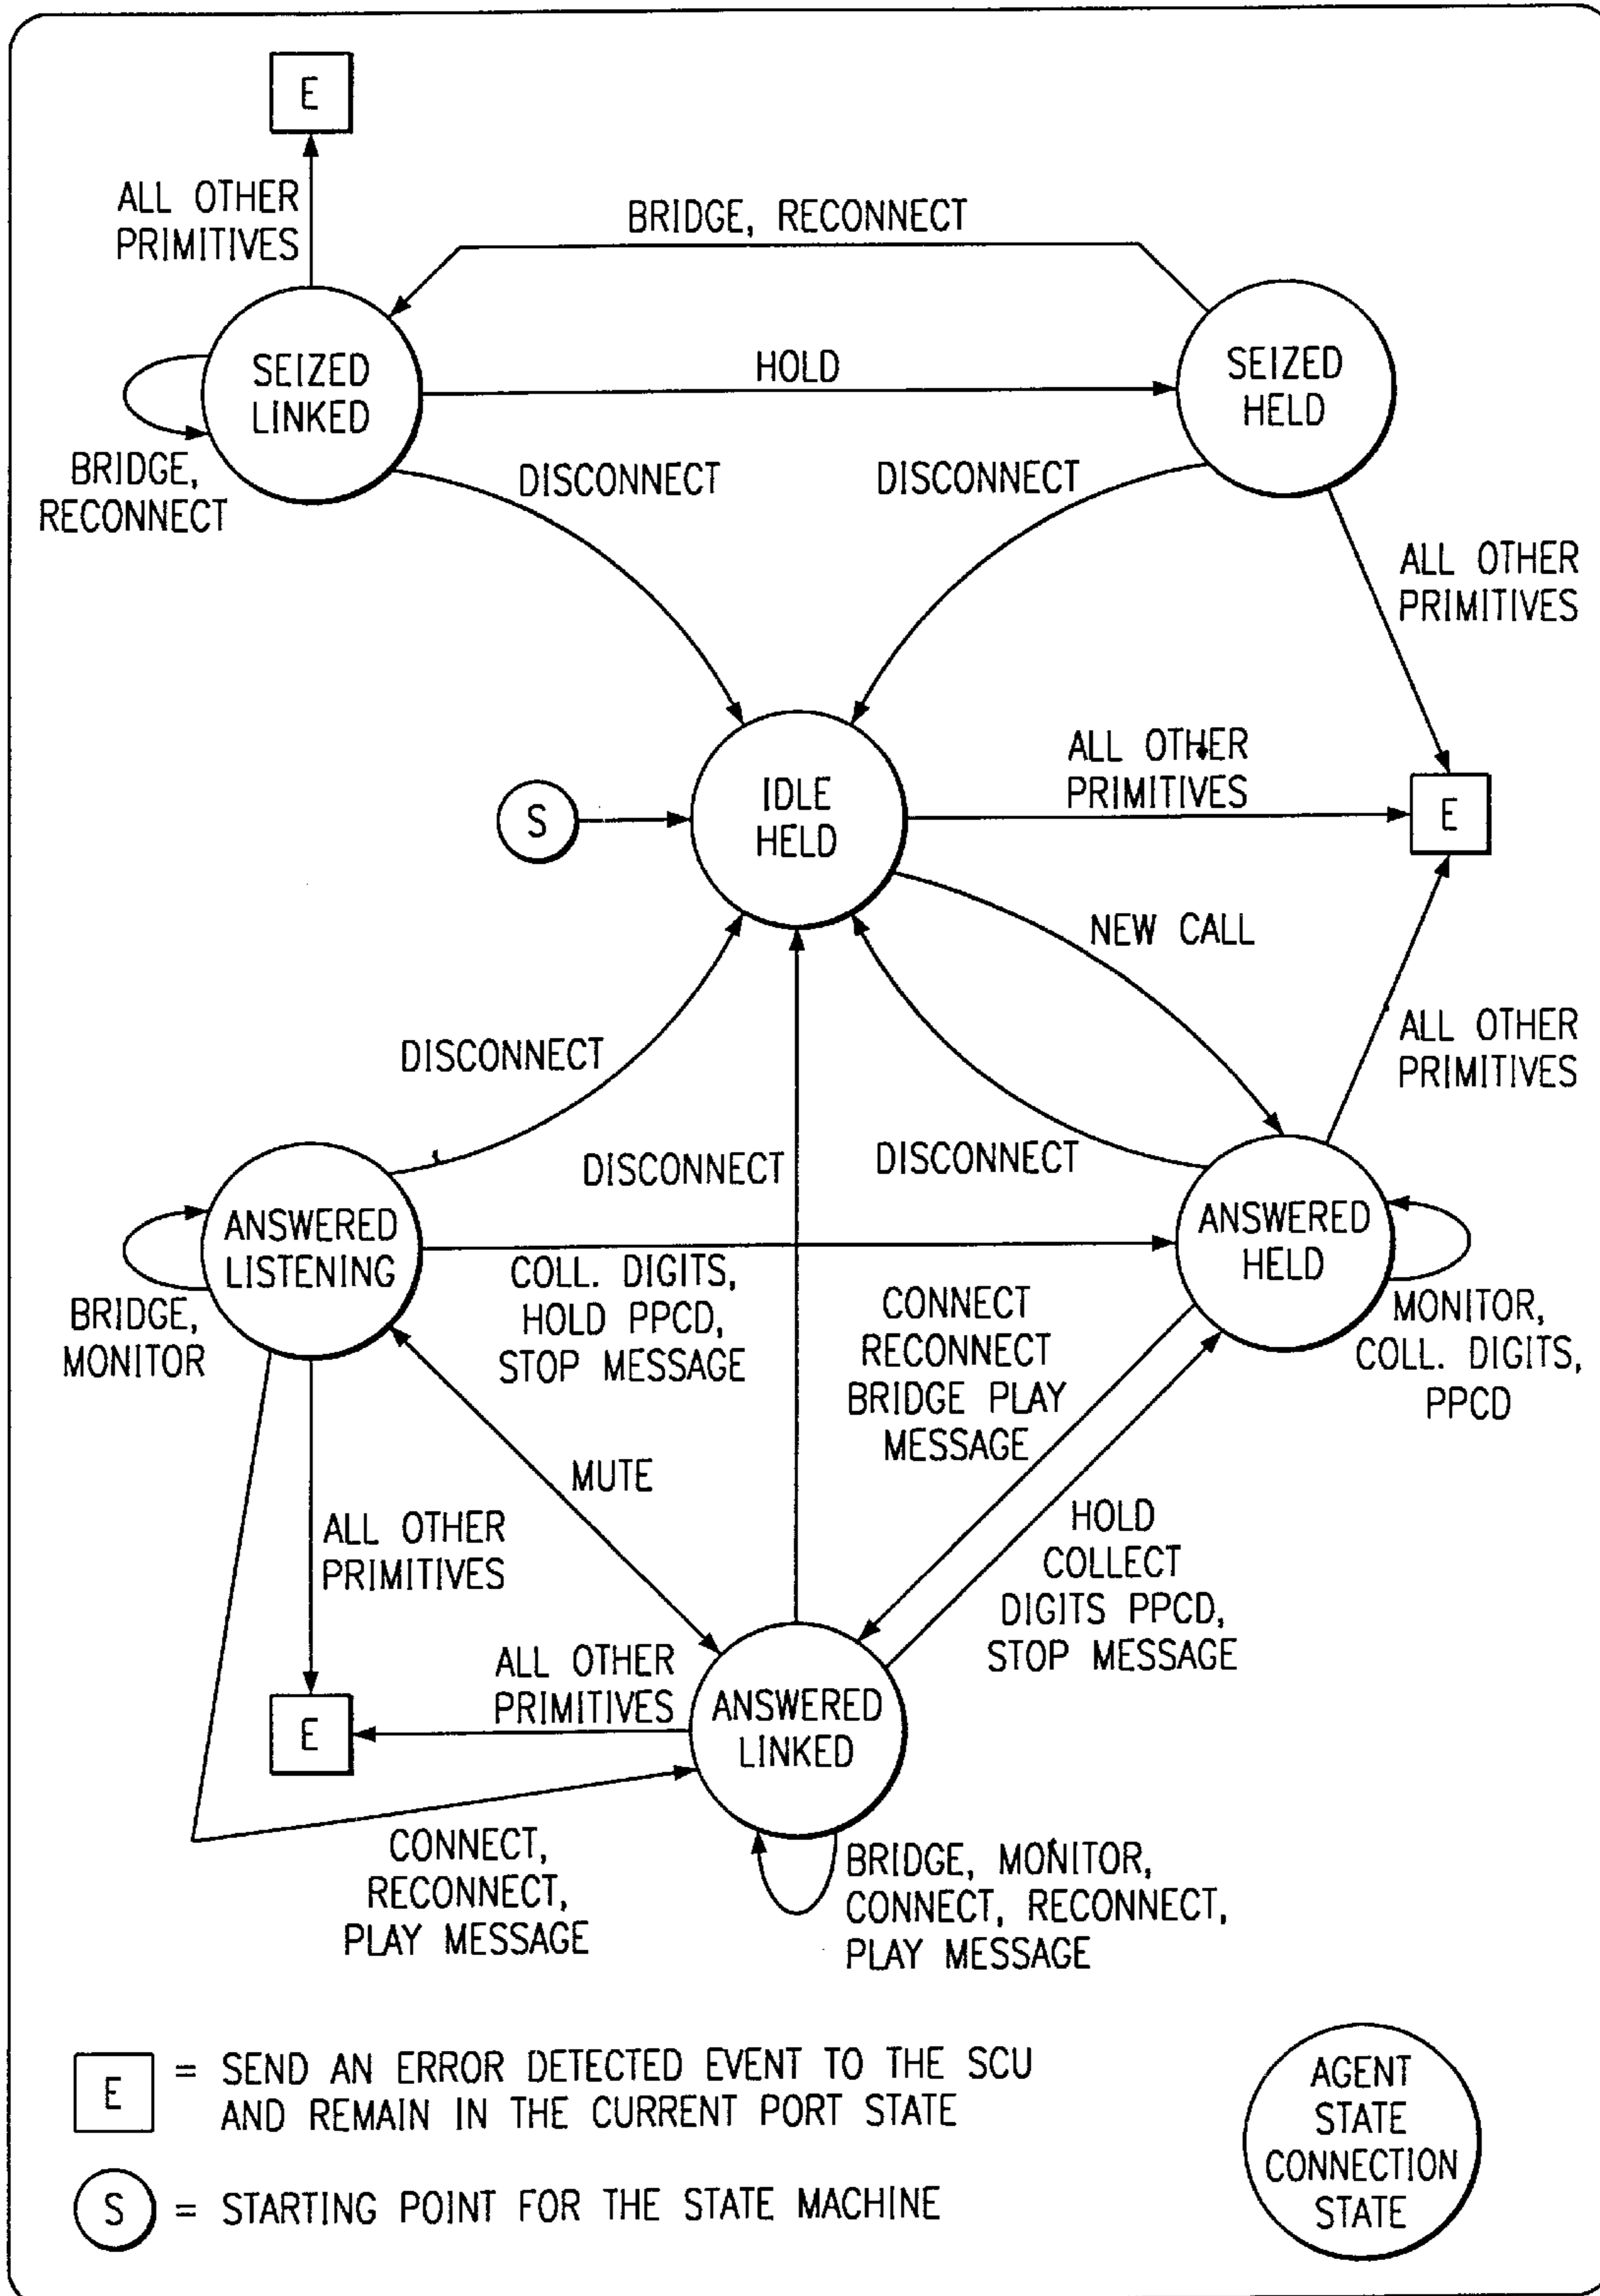 E
ALL OTHER
PRIMITIVES
BRIDGE, RECONNECT
SEIZED
LINKED
HOLD
SEIZED
HELD
BRIDGE,
RECONNECT
DISCONNECT
DISCONNECT
ALL OTHER
PRIMITIVES
S
IDLE
HELD
ALL OTHER
PRIMITIVES
E
NEW CALL
DISCONNECT
ALL OTHER
PRIMITIVES
DISCONNECT
DISCONNECT
ANSWERED
LISTENING
ANSWERED
HELD
BRIDGE,
MONITOR
COLL. DIGITS,
HOLD PPCD,
STOP MESSAGE
CONNECT
RECONNECT
BRIDGE PLAY
MESSAGE
MONITOR,
COLL. DIGITS,
PPCD
MUTE
ALL OTHER
PRIMITIVES
HOLD
COLLECT
DIGITS PPCD,
STOP MESSAGE
E
ALL OTHER
PRIMITIVES
ANSWERED
LINKED
CONNECT,
RECONNECT,
PLAY MESSAGE
BRIDGE, MONITOR,
CONNECT, RECONNECT,
PLAY MESSAGE
E = SEND AN ERROR DETECTED EVENT TO THE SCU
AND REMAIN IN THE CURRENT PORT STATE
S = STARTING POINT FOR THE STATE MACHINE
AGENT
STATE
CONNECTION
STATE